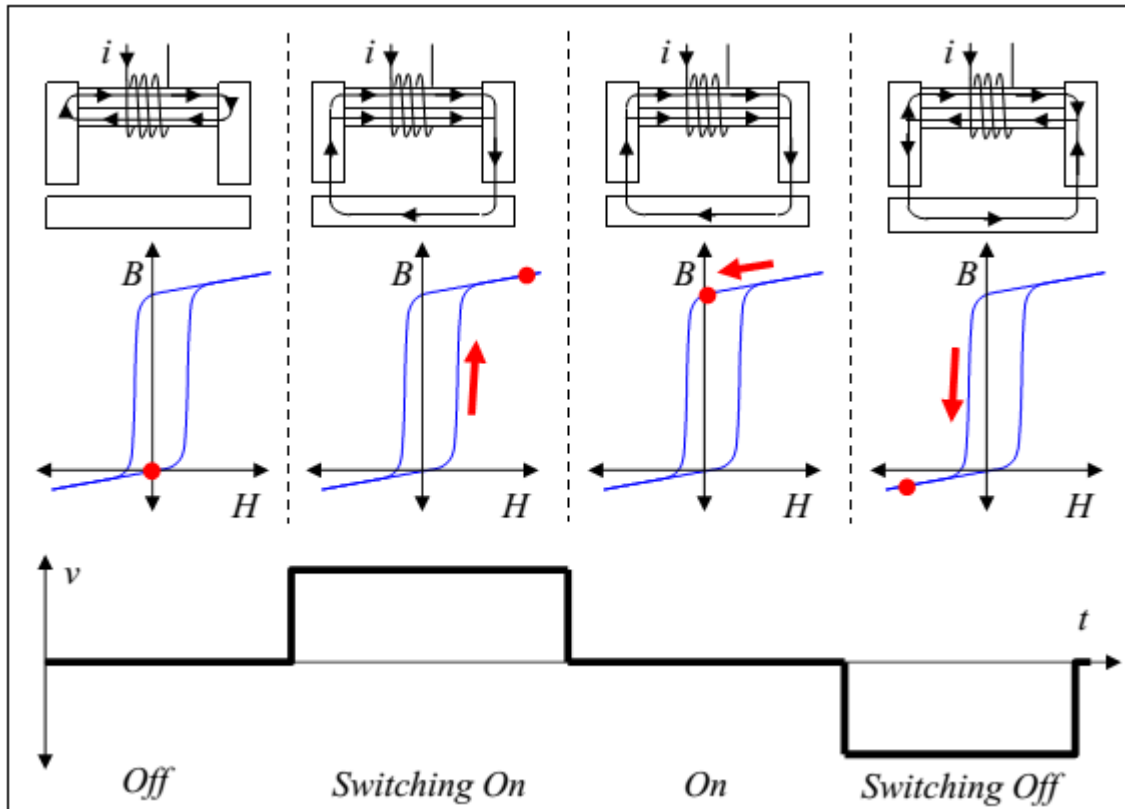 i i i i
B B B B
H H H H
v
t
Off Switching On On Switching Off